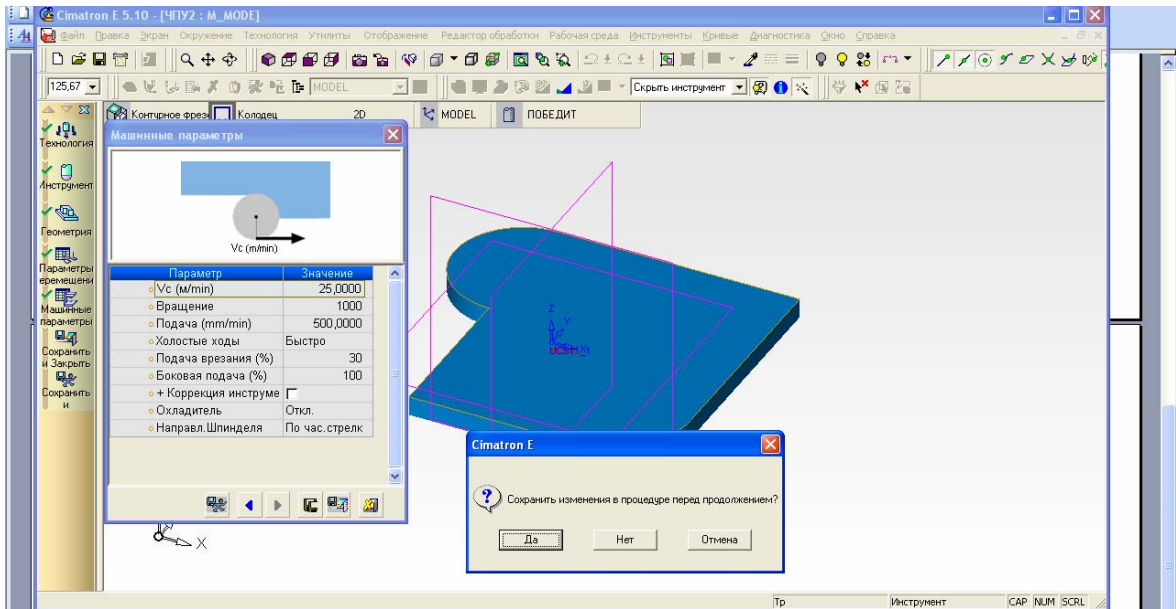 Cimatron E 5.10 - [ЧПУ2 : M_MODE]
Файл Правка Экран Окружение Технология Утилиты Отображение Редактор обработки Рабочая среда Инструменты Кривые Диагностика Окно Справка
125,67
MODEL
Скрыть инструмент
Контурное фрезе Колодец 2D MODEL ПОБЕДИТ
Технология
Инструмент
Геометрия
Параметры
еремещени
Машинные
параметры
Сохранить
и Закрыть
Сохранить
и
Машинные параметры
Vc (m/min)
Параметр Значение
Vc (м/min) 25,0000
Вращение 1000
Подача (mm/min) 500,0000
Холостые ходы Быстро
Подача врезания (%) 30
Боковая подача (%) 100
+ Коррекция инструме
Охладитель Откл.
Направл.Шпинделя По час.стрелк
Z
Y
X
Cimatron E
Сохранить изменения в процедуре перед продолжением?
Да Нет Отмена
Тр Инструмент CAP NUM SCRL